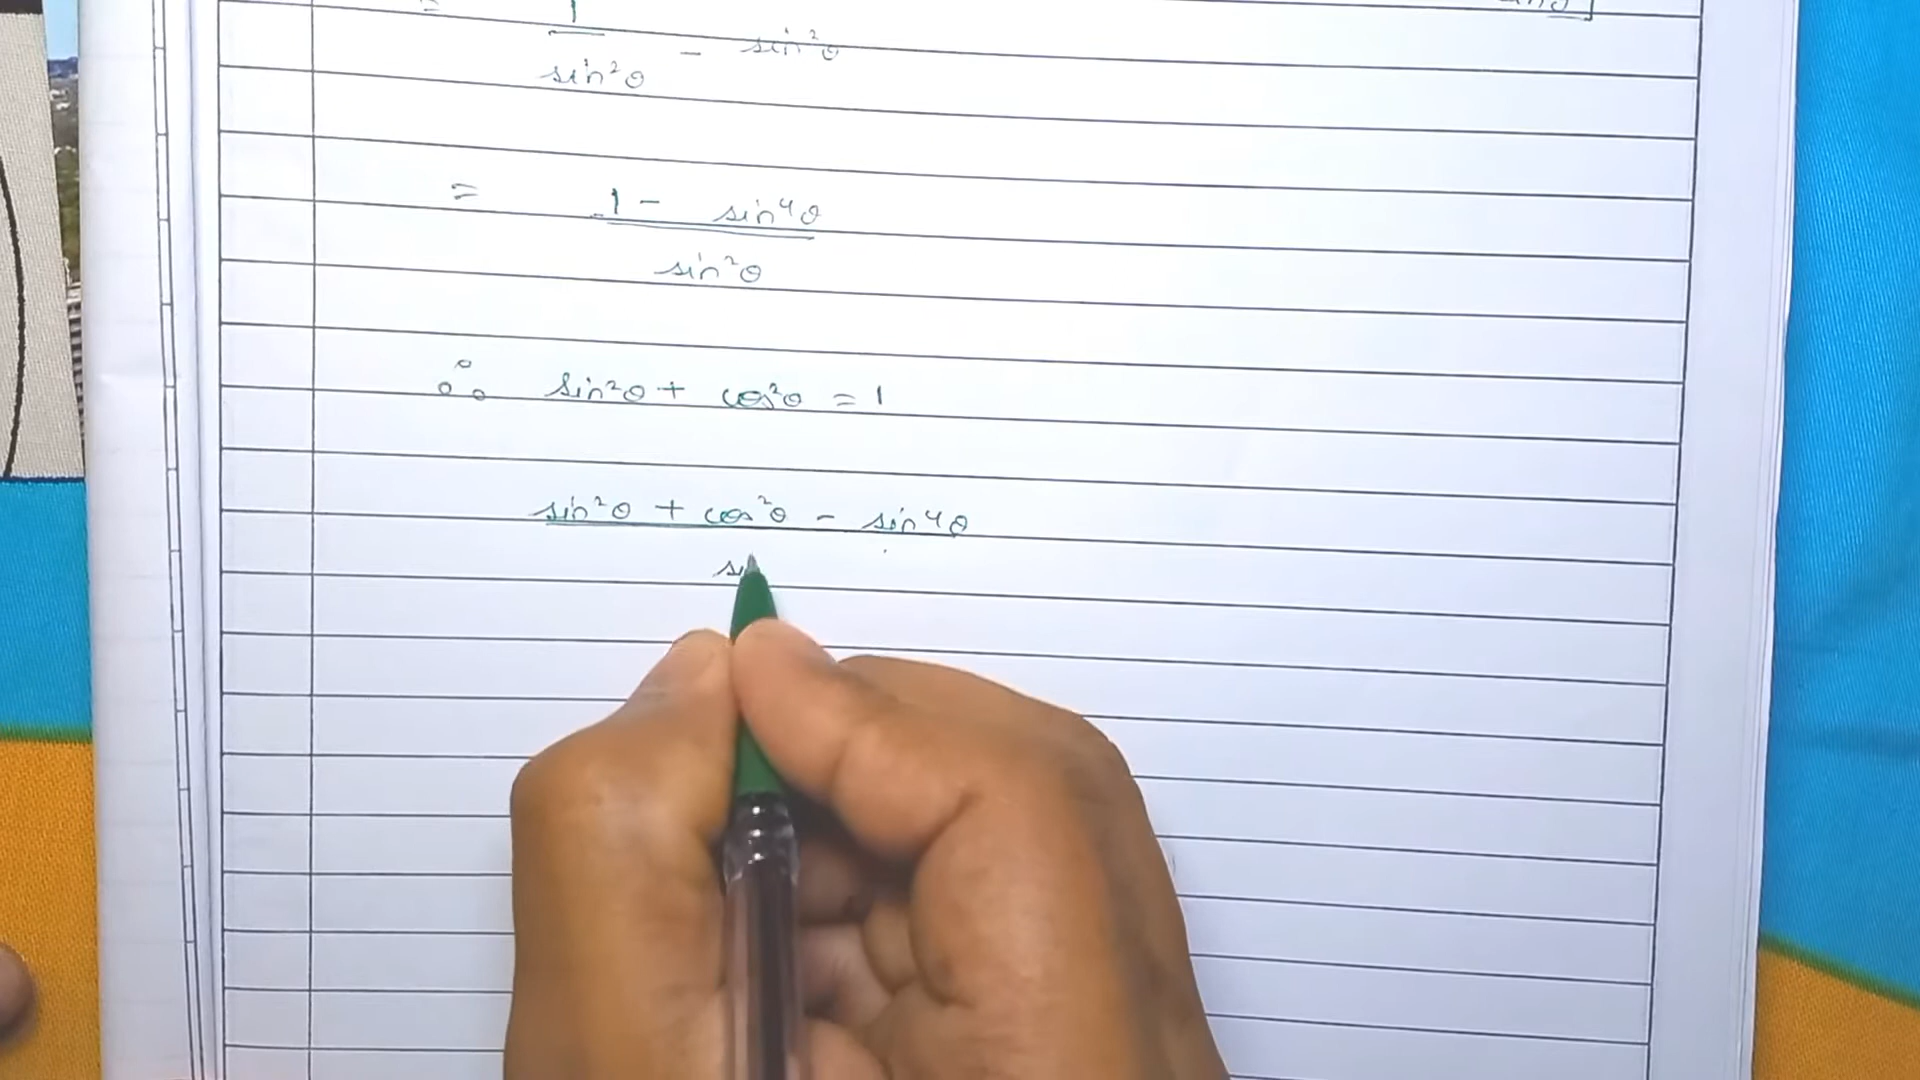 = 1/sin²θ - sin²θ
= 1 - sin⁴θ
sin²θ
∴ sin²θ + cos²θ = 1
sin²θ + cos²θ - sin⁴θ